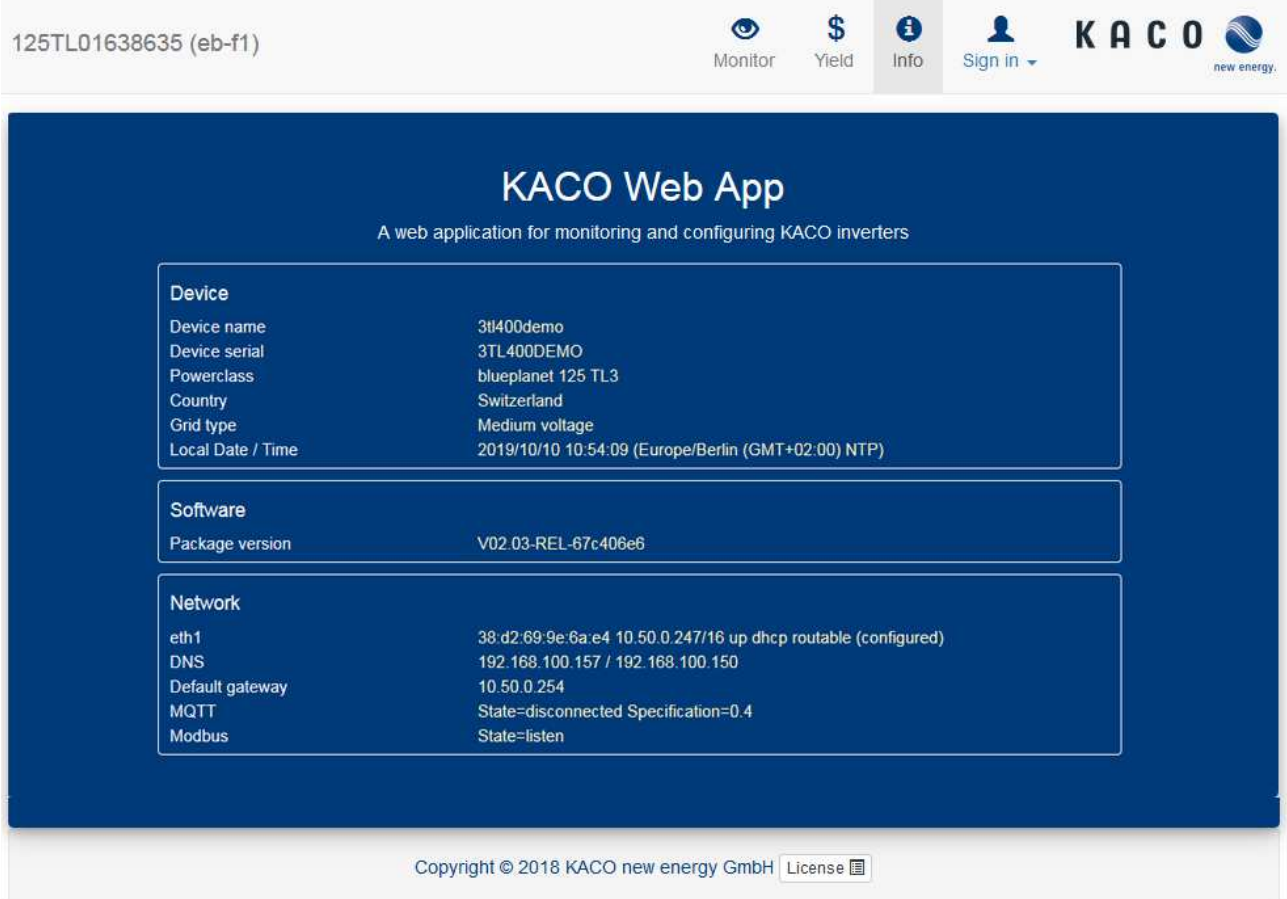 125TL01638635 (eb-f1)
Monitor
Yield
Info
Sign in
KACO
new energy.
KACO Web App
A web application for monitoring and configuring KACO inverters
Device
Device name 3tl400demo
Device serial 3TL400DEMO
Powerclass blueplanet 125 TL3
Country Switzerland
Grid type Medium voltage
Local Date / Time 2019/10/10 10:54:09 (Europe/Berlin (GMT+02:00) NTP)
Software
Package version V02.03-REL-67c406e6
Network
eth1 38:d2:69:9e:6a:e4 10.50.0.247/16 up dhcp routable (configured)
DNS 192.168.100.157 / 192.168.100.150
Default gateway 10.50.0.254
MQTT State=disconnected Specification=0.4
Modbus State=listen
Copyright © 2018 KACO new energy GmbH License